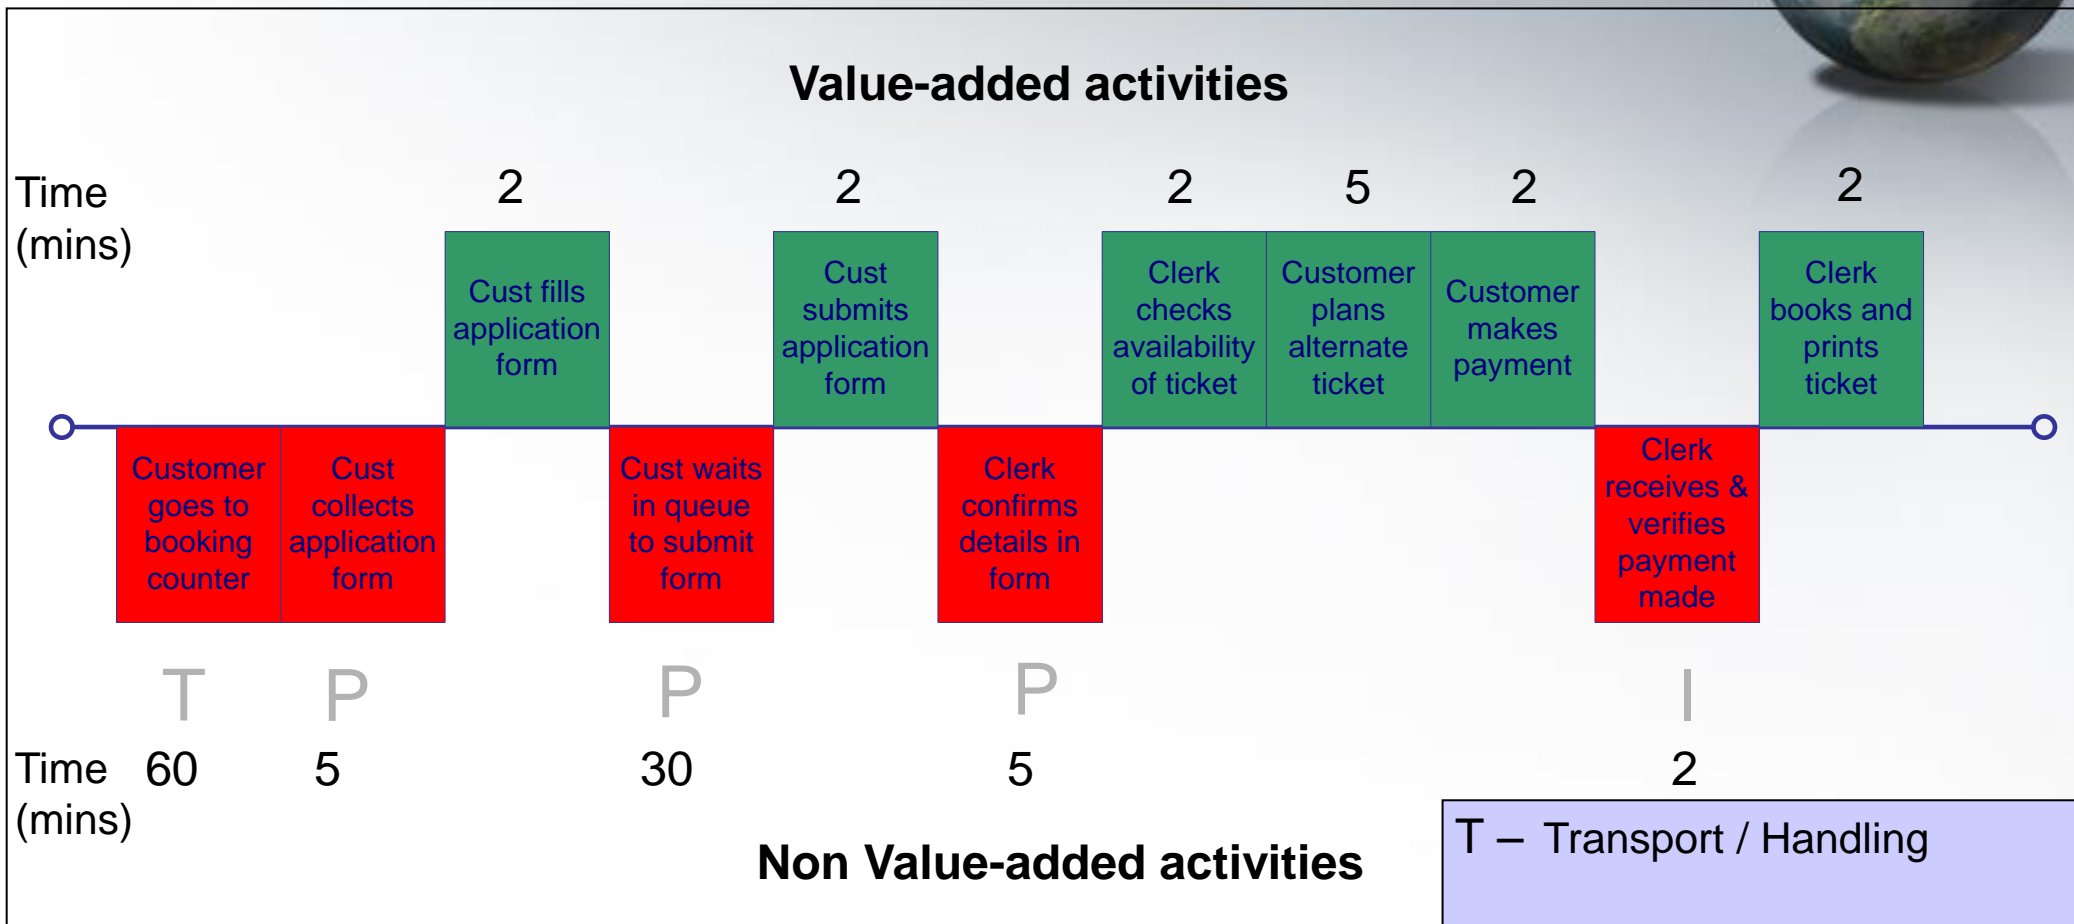 Value-added activities
Time
(mins)
2
2
2
5
2
2
Cust fills
application
form
Cust
submits
application
form
Clerk
checks
availability
of ticket
Customer
plans
alternate
ticket
Customer
makes
payment
Clerk
books and
prints
ticket
Customer
goes to
booking
counter
Cust
collects
application
form
Cust waits
in queue
to submit
form
Clerk
confirms
details in
form
Clerk
receives &
verifies
payment
made
T
P
P
P
I
Time
(mins)
60
5
30
5
2
Non Value-added activities
T – Transport / Handling